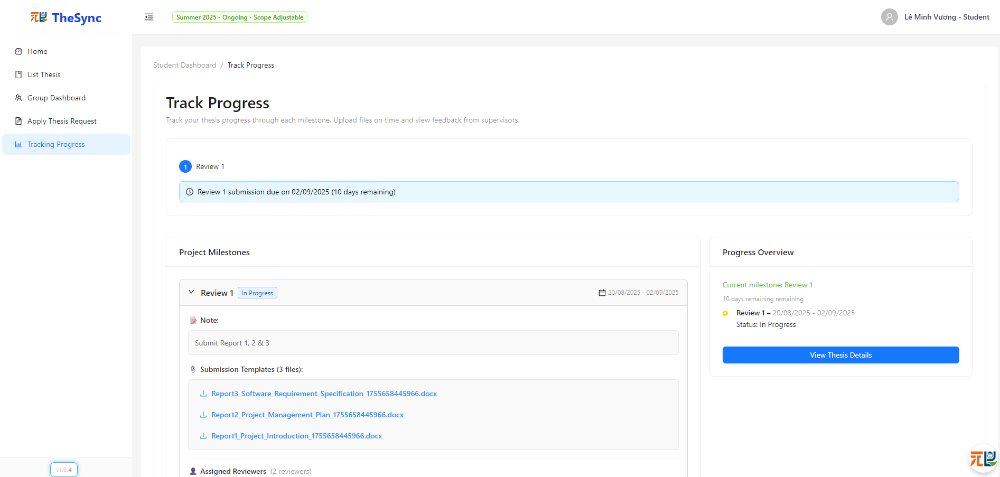 TheSync
Summer 2025 - Ongoing - Scope Adjustable
Lê Minh Vương - Student
Home
List Thesis
Group Dashboard
Apply Thesis Request
Tracking Progress
v1.0.4
Student Dashboard / Track Progress
Track Progress
Track your thesis progress through each milestone. Upload files on time and view feedback from supervisors.
1 Review 1
Review 1 submission due on 02/09/2025 (10 days remaining)
Project Milestones
Review 1 In Progress 20/08/2025 - 02/09/2025
Note:
Submit Report 1, 2 & 3
Submission Templates (3 files):
Report3_Software_Requirement_Specification_1755658445966.docx
Report2_Project_Management_Plan_1755658445966.docx
Report1_Project_Introduction_1755658445966.docx
Assigned Reviewers (2 reviewers)
Progress Overview
Current milestone: Review 1
10 days remaining remaining
Review 1 – 20/08/2025 - 02/09/2025
Status: In Progress
View Thesis Details